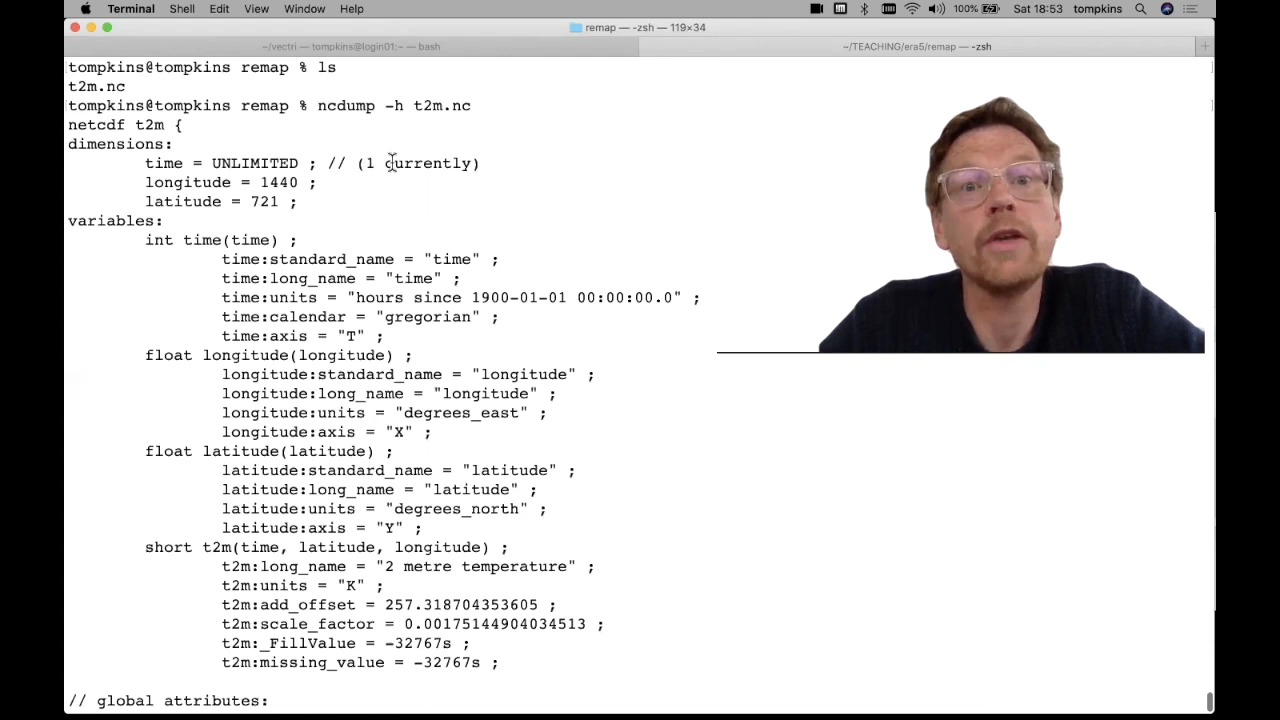 Terminal Shell Edit View Window Help 100% Sat 18:53 tompkins
remap — -zsh — 119×34
~/vectri — tompkins@login01:~ — bash ~/TEACHING/era5/remap — -zsh +
[tompkins@tompkins remap % ls ]
t2m.nc
[tompkins@tompkins remap % ncdump -h t2m.nc ]
netcdf t2m {
dimensions:
time = UNLIMITED ; // (1 currently)
longitude = 1440 ;
latitude = 721 ;
variables:
int time(time) ;
time:standard_name = "time" ;
time:long_name = "time" ;
time:units = "hours since 1900-01-01 00:00:00.0" ;
time:calendar = "gregorian" ;
time:axis = "T" ;
float longitude(longitude) ;
longitude:standard_name = "longitude" ;
longitude:long_name = "longitude" ;
longitude:units = "degrees_east" ;
longitude:axis = "X" ;
float latitude(latitude) ;
latitude:standard_name = "latitude" ;
latitude:long_name = "latitude" ;
latitude:units = "degrees_north" ;
latitude:axis = "Y" ;
short t2m(time, latitude, longitude) ;
t2m:long_name = "2 metre temperature" ;
t2m:units = "K" ;
t2m:add_offset = 257.318704353605 ;
t2m:scale_factor = 0.00175144904034513 ;
t2m:_FillValue = -32767s ;
t2m:missing_value = -32767s ;
// global attributes: